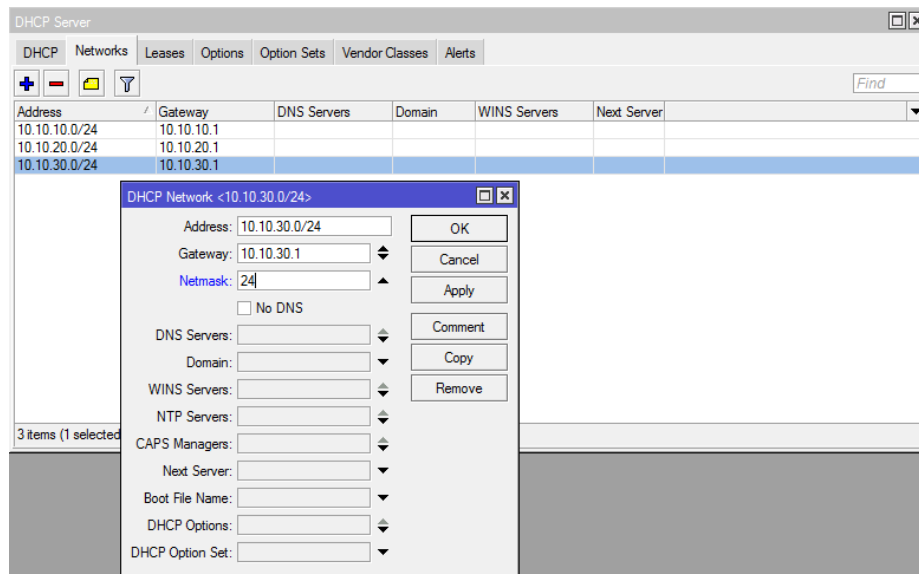 DHCP Server
DHCP Networks Leases Options Option Sets Vendor Classes Alerts
Find
Address Gateway DNS Servers Domain WINS Servers Next Server
10.10.10.0/24 10.10.10.1
10.10.20.0/24 10.10.20.1
10.10.30.0/24 10.10.30.1
DHCP Network <10.10.30.0/24>
Address: 10.10.30.0/24 OK
Gateway: 10.10.30.1 Cancel
Netmask: 24 Apply
No DNS
DNS Servers: Comment
Domain: Copy
WINS Servers: Remove
NTP Servers:
3 items (1 selected
CAPS Managers:
Next Server:
Boot File Name:
DHCP Options:
DHCP Option Set: